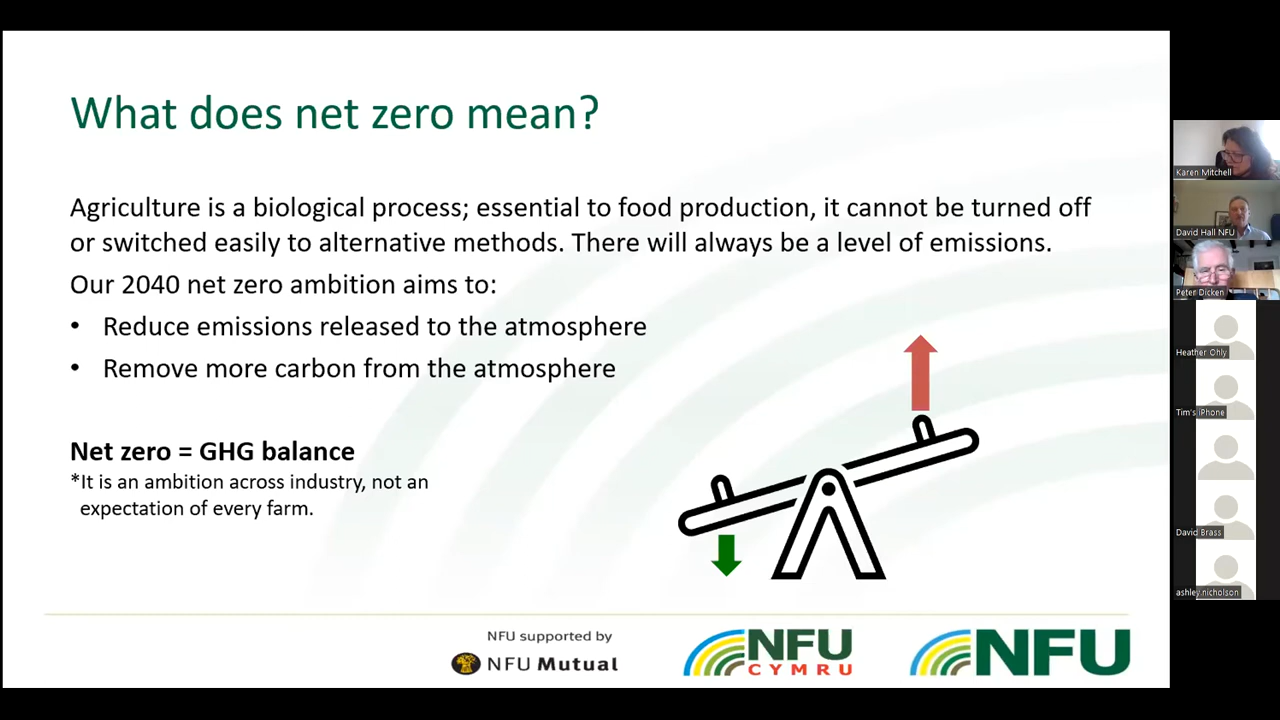 What does net zero mean?
Agriculture is a biological process; essential to food production, it cannot be turned off
or switched easily to alternative methods. There will always be a level of emissions.
Our 2040 net zero ambition aims to:
• Reduce emissions released to the atmosphere
• Remove more carbon from the atmosphere
Net zero = GHG balance
*It is an ambition across industry, not an
expectation of every farm.
NFU supported by
NFU Mutual
NFU
CYMRU
NFU
Karen Mitchell
David Hall NFU
Peter Dicken
Heather Ohly
Tim's iPhone
David Brass
ashley.nicholson